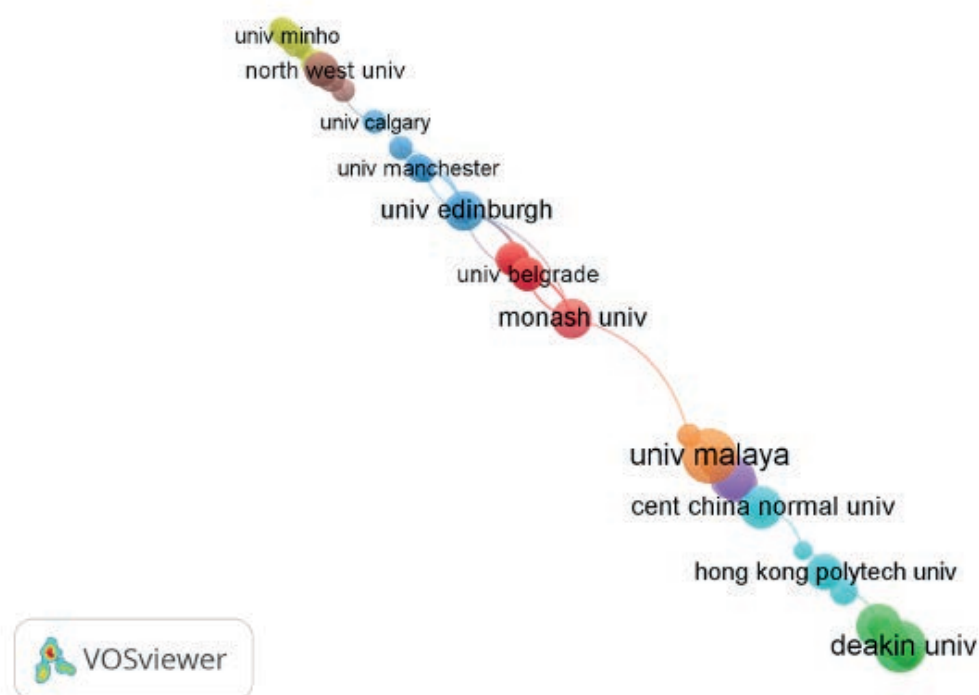 univ minho
north west univ
univ calgary
univ manchester
univ edinburgh
univ belgrade
monash univ
univ malaya
cent china normal univ
hong kong polytech univ
deakin univ
VOSviewer